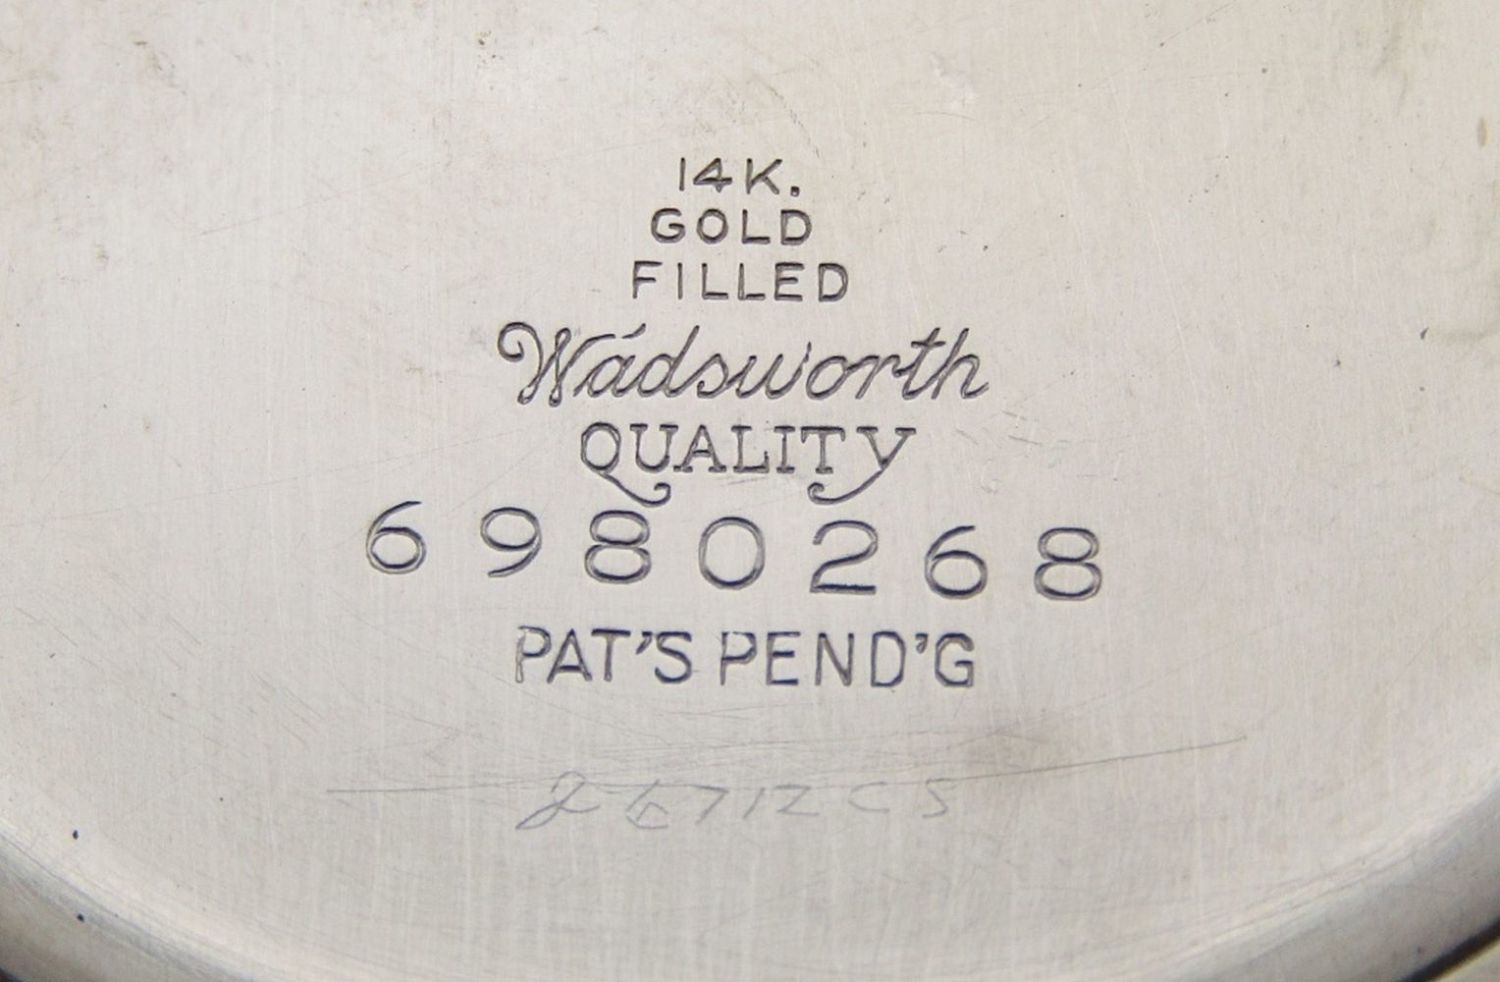 14K.
GOLD
FILLED
Wadsworth
QUALITY
6980268
PAT'S PEND'G